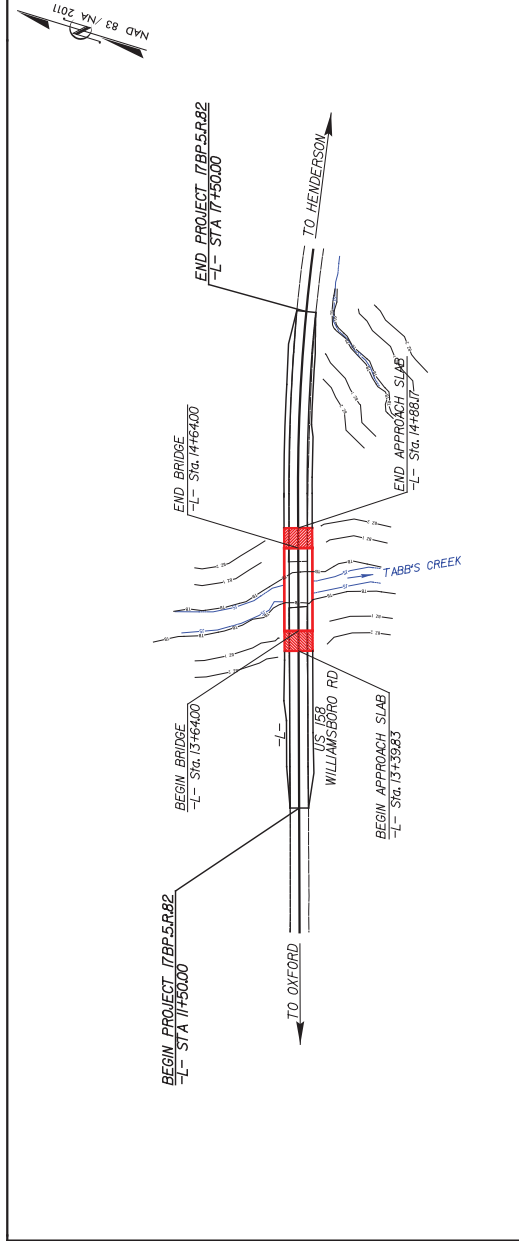 NAD 83 /NA 2011
BEGIN PROJECT 17BP.5.R.82
-L- STA 11+50.00
BEGIN BRIDGE
-L- Sta. 13+64.00
END BRIDGE
-L- Sta. 14+64.00
END PROJECT 17BP.5.R.82
-L- STA 17+50.00
TO OXFORD
-L-
US 158
WILLIAMSBORO RD
TO HENDERSON
TABB'S CREEK
BEGIN APPROACH SLAB
-L- Sta. 13+39.83
END APPROACH SLAB
-L- Sta. 14+88.17